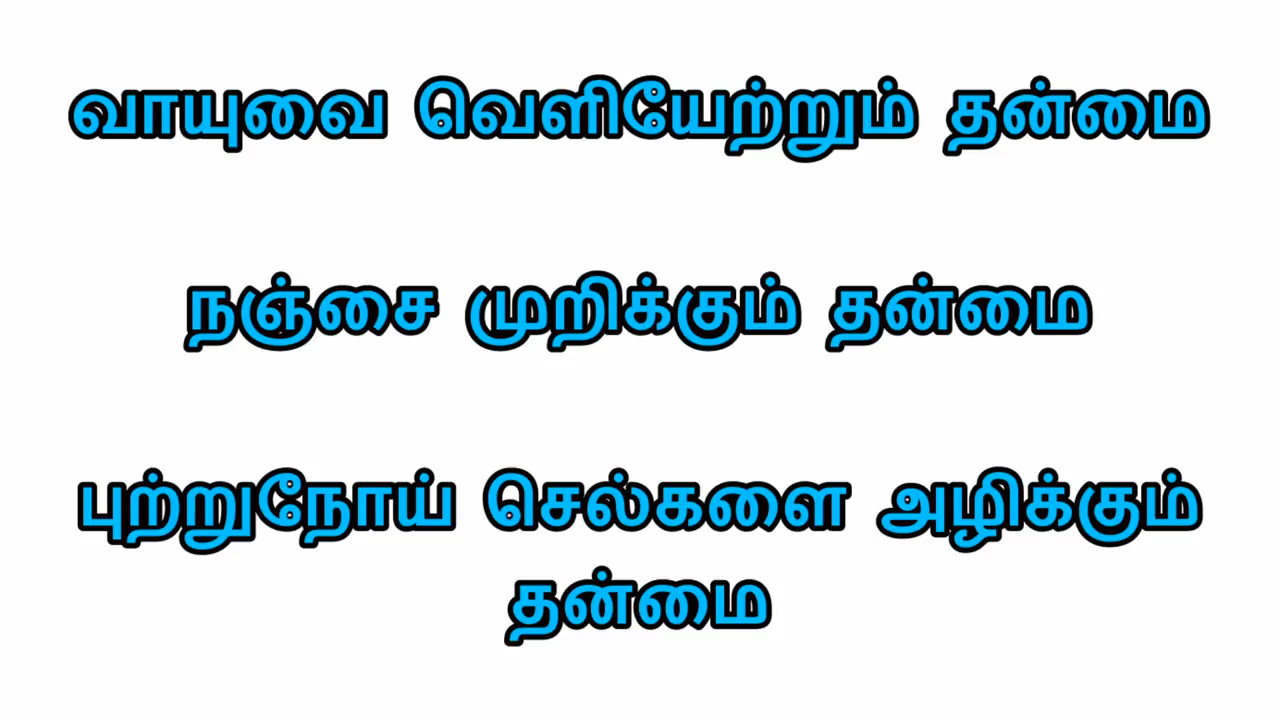 வாயுவை வெளியேற்றும் தன்மை
நஞ்சை முறிக்கும் தன்மை
புற்றுநோய் செல்களை அழிக்கும்
தன்மை